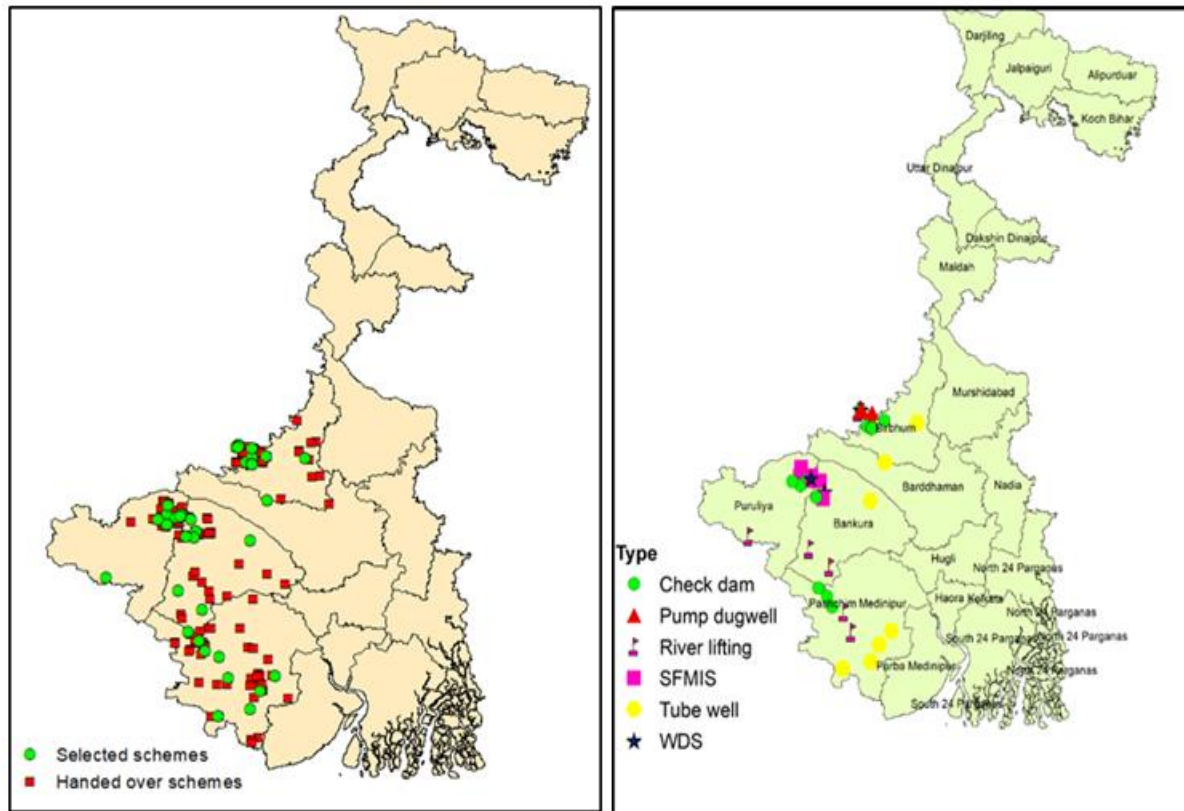 Selected schemes
Handed over schemes
Darjiling
Jalpaiguri
Alipurduar
Koch Bihar
Uttar Dinajpur
Dakshin Dinajpur
Maldah
Murshidabad
Birbhum
Barddhaman
Nadia
Puruliya
Bankura
Hugli
North 24 Parganas
Paschim Medinipur
Haora
Kolkata
North 24 Parganas
South 24 Parganas
North 24 Parganas
Purba Medinipur
North 24 Parganas
South 24 Parganas
Type
Check dam
Pump dugwell
River lifting
SFMIS
Tube well
WDS